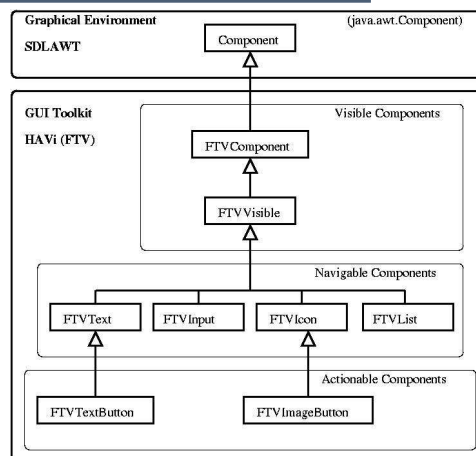 Graphical Environment
(java.awt.Component)
SDLAWT
Component
GUI Toolkit
Visible Components
HAVi (FTV)
FTVComponent
FTVVisible
Navigable Components
FTVText
FTVInput
FTVIcon
FTVList
Actionable Components
FTVTextButton
FTVImageButton